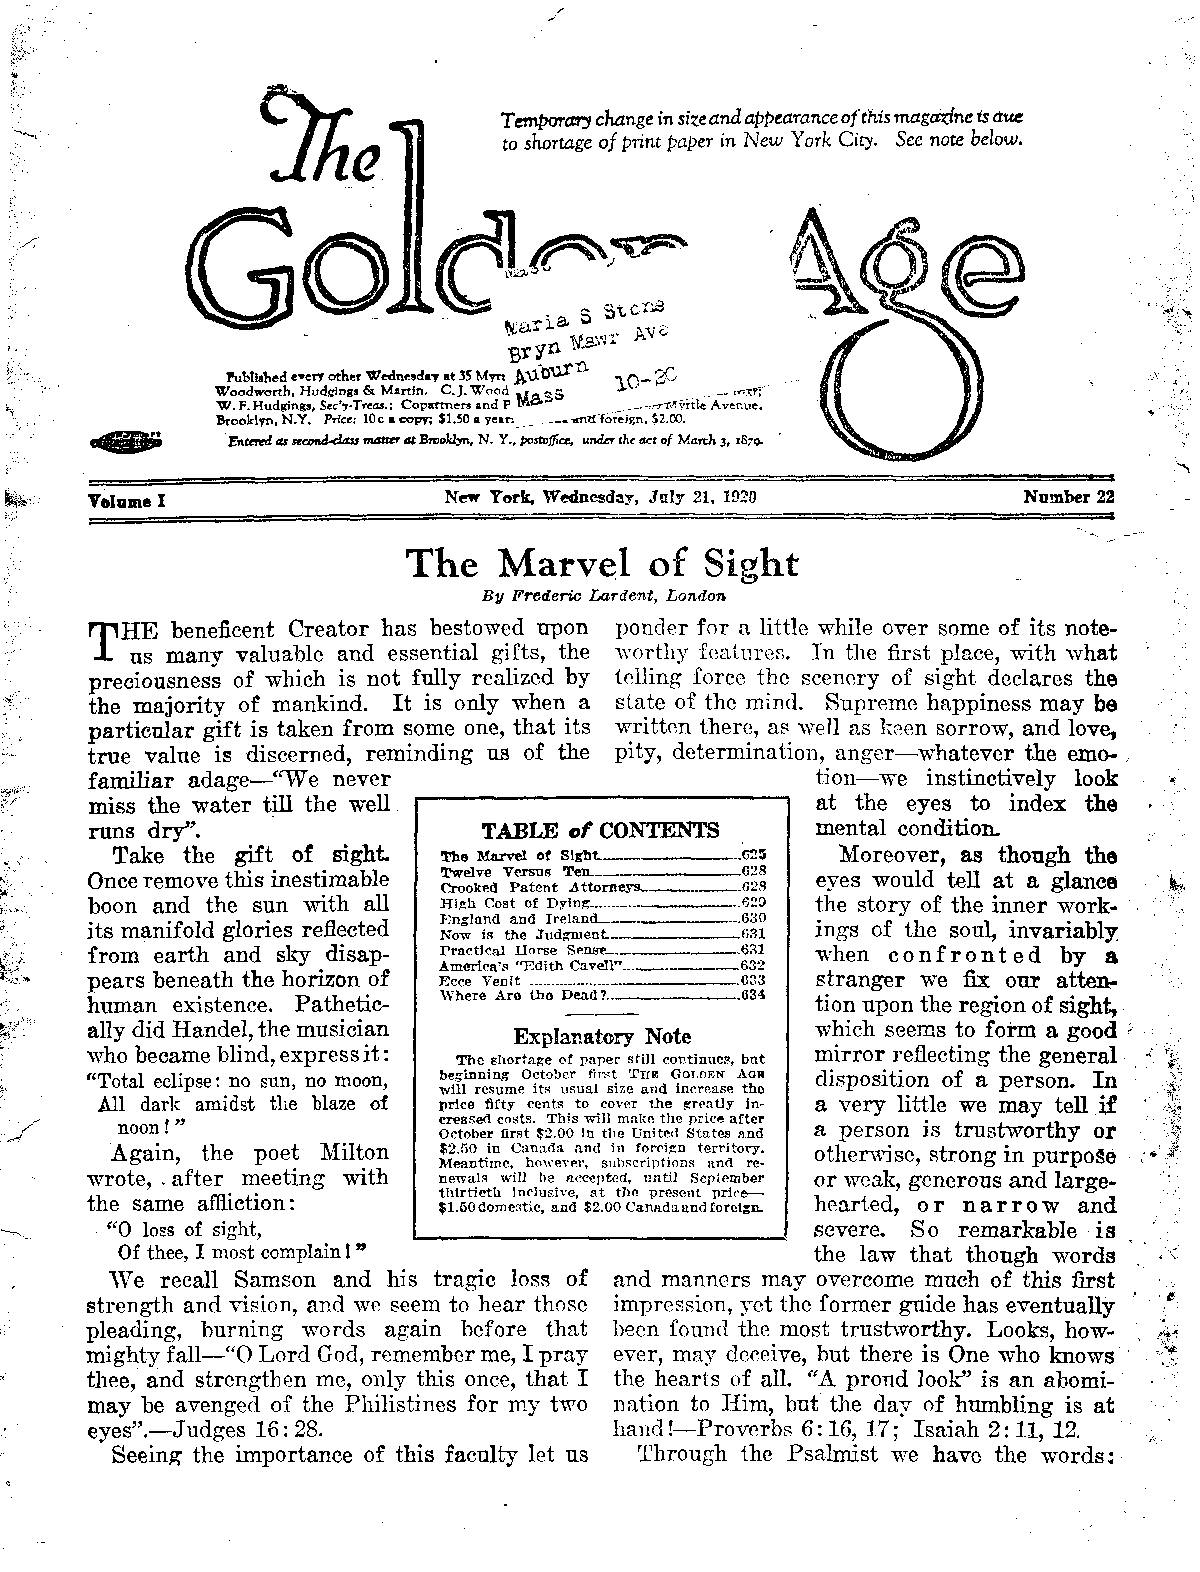 The
Golden Age
Temporary change in size and appearance of this magazine is due
to shortage of print paper in New York City. See note below.
Maria S Stone
Bryn Mawr Ave
Auburn
Mass
10-20
Published every other Wednesday at 35 Myrt
Woodworth, Hudgings & Martin. C.J. Wood
W. F. Hudgings, Sec'y-Treas.; Copartners and P Myrtle Avenue,
Brooklyn, N.Y. Price: 10c a copy; $1.50 a year; and foreign, $2.00.
Entered as second-class matter at Brooklyn, N. Y., postoffice, under the act of March 3, 1879.
Volume I New York, Wednesday, July 21, 1920 Number 22
The Marvel of Sight
By Frederic Lardent, London
THE beneficent Creator has bestowed upon
us many valuable and essential gifts, the
preciousness of which is not fully realized by
the majority of mankind. It is only when a
particular gift is taken from some one, that its
true value is discerned, reminding us of the
familiar adage—“We never
miss the water till the well
runs dry”.
Take the gift of sight.
Once remove this inestimable
boon and the sun with all
its manifold glories reflected
from earth and sky disap-
pears beneath the horizon of
human existence. Pathetic-
ally did Handel, the musician
who became blind, express it:
“Total eclipse: no sun, no moon,
All dark amidst the blaze of
noon!”
Again, the poet Milton
wrote, after meeting with
the same affliction:
“O loss of sight,
Of thee, I most complain!”
We recall Samson and his tragic loss of
strength and vision, and we seem to hear those
pleading, burning words again before that
mighty fall—“O Lord God, remember me, I pray
thee, and strengthen me, only this once, that I
may be avenged of the Philistines for my two
eyes”.—Judges 16:28.
Seeing the importance of this faculty let us
TABLE of CONTENTS
The Marvel of Sight 625
Twelve Versus Ten 628
Crooked Patent Attorneys 628
High Cost of Dying 629
England and Ireland 630
Now is the Judgment 631
Practical Horse Sense 631
America's “Edith Cavell” 632
Ecce Venit 633
Where Are the Dead? 634
Explanatory Note
The shortage of paper still continues, but
beginning October first THE GOLDEN AGE
will resume its usual size and increase the
price fifty cents to cover the greatly in-
creased costs. This will make the price after
October first $2.00 in the United States and
$2.50 in Canada and in foreign territory.
Meantime, however, subscriptions and re-
newals will be accepted, until September
thirtieth inclusive, at the present price—
$1.50 domestic, and $2.00 Canada and foreign.
ponder for a little while over some of its note-
worthy features. In the first place, with what
telling force the scenery of sight declares the
state of the mind. Supreme happiness may be
written there, as well as keen sorrow, and love,
pity, determination, anger—whatever the emo-
tion—we instinctively look
at the eyes to index the
mental condition.
Moreover, as though the
eyes would tell at a glance
the story of the inner work-
ings of the soul, invariably
when confronted by a
stranger we fix our atten-
tion upon the region of sight,
which seems to form a good
mirror reflecting the general
disposition of a person. In
a very little we may tell if
a person is trustworthy or
otherwise, strong in purpose
or weak, generous and large-
hearted, or narrow and
severe. So remarkable is
the law that though words
and manners may overcome much of this first
impression, yet the former guide has eventually
been found the most trustworthy. Looks, how-
ever, may deceive, but there is One who knows
the hearts of all. “A proud look” is an abomi-
nation to Him, but the day of humbling is at
hand!—Proverbs 6:16, 17; Isaiah 2:11, 12.
Through the Psalmist we have the words: